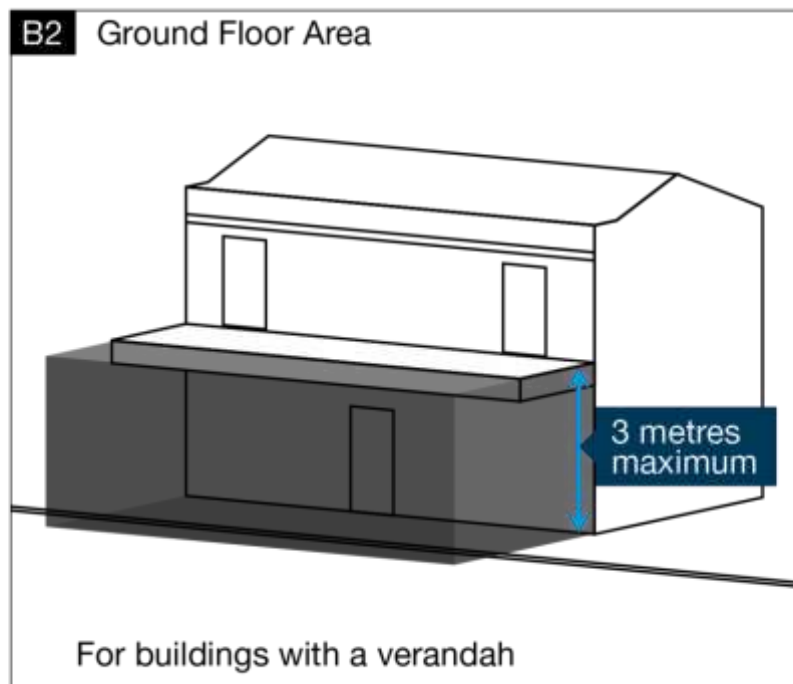 B2 Ground Floor Area
3 metres
maximum
For buildings with a verandah